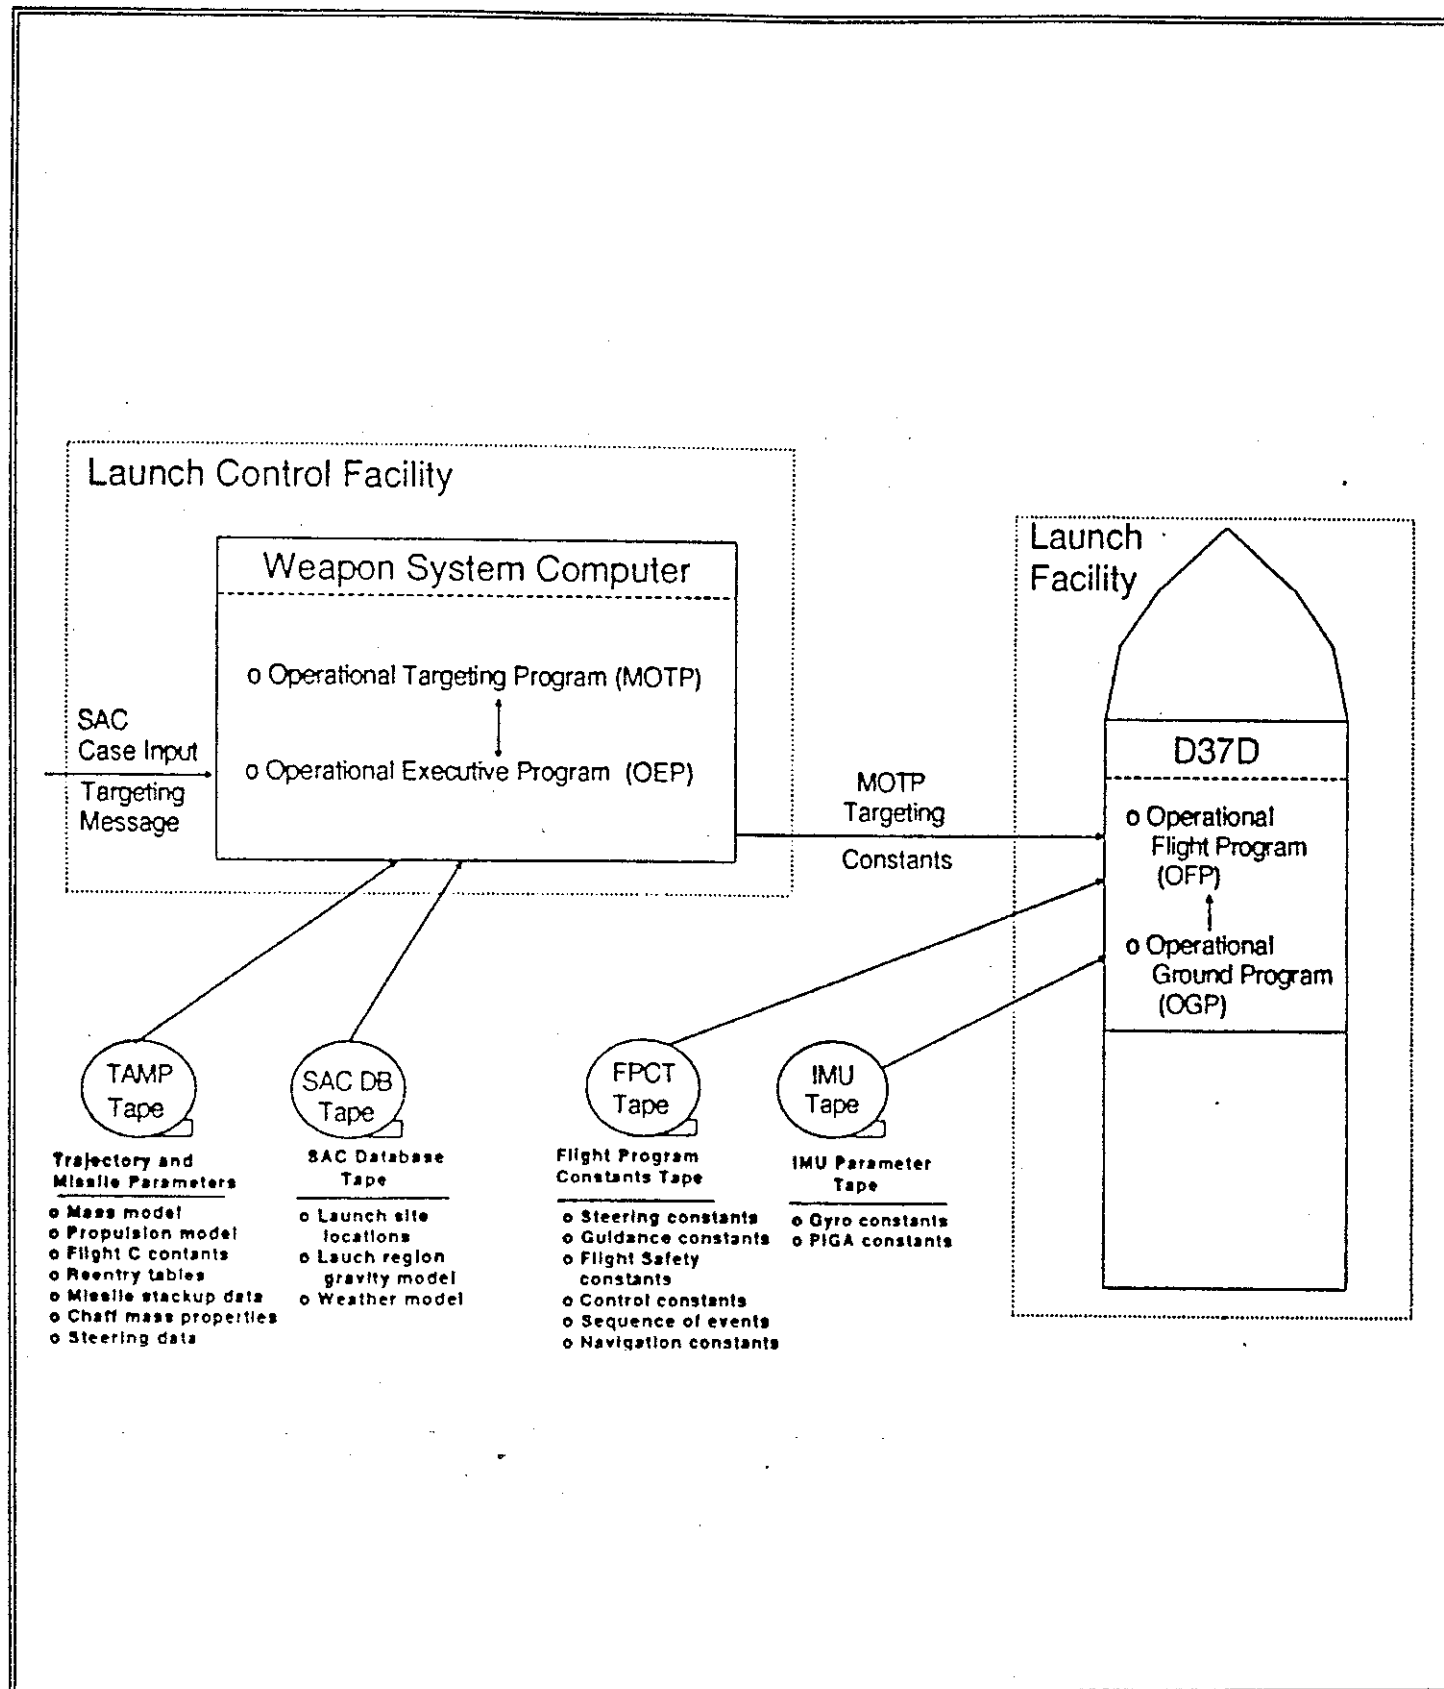 Launch Control Facility
Weapon System Computer
o Operational Targeting Program (MOTP)
o Operational Executive Program (OEP)
SAC
Case Input
Targeting
Message
MOTP
Targeting
Constants
Launch
Facility
D37D
o Operational
Flight Program
(OFP)
o Operational
Ground Program
(OGP)
TAMP
Tape
Trajectory and
Missile Parameters
o Mass model
o Propulsion model
o Flight C contants
o Reentry tables
o Missile stackup data
o Chaff mass properties
o Steering data
SAC DB
Tape
SAC Database
Tape
o Launch site
locations
o Lauch region
gravity model
o Weather model
FPCT
Tape
Flight Program
Constants Tape
o Steering constants
o Guidance constants
o Flight Safety
constants
o Control constants
o Sequence of events
o Navigation constants
IMU
Tape
IMU Parameter
Tape
o Gyro constants
o PIGA constants